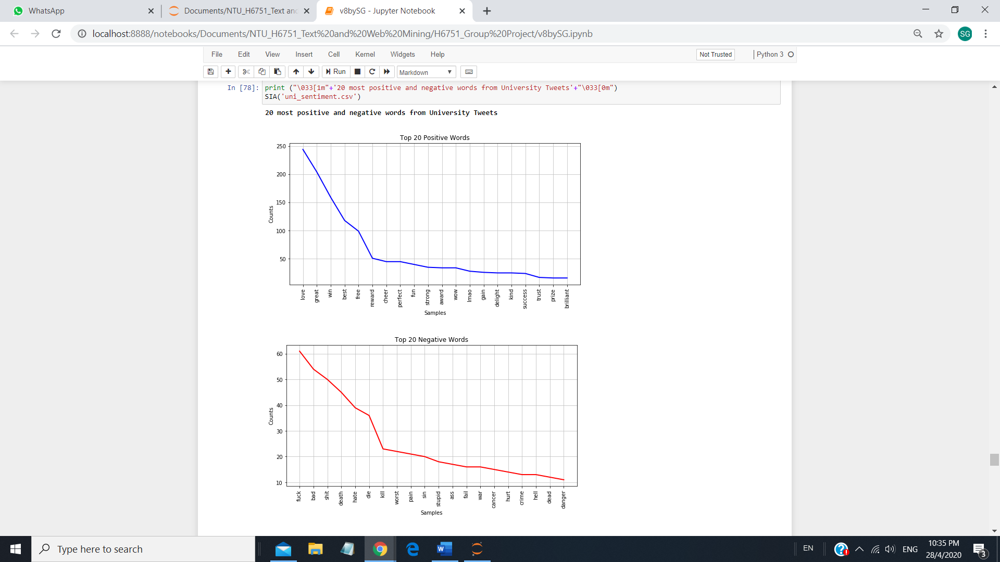 WhatsApp
Documents/NTU_H6751_Text and
v8bySG - Jupyter Notebook
localhost:8888/notebooks/Documents/NTU_H6751_Text%20and%20Web%20Mining/H6751_Group%20Project/v8bySG.ipynb
SG
File Edit View Insert Cell Kernel Widgets Help
Not Trusted
Python 3
Run
Markdown
In [78]: print ("\033[1m"+'20 most positive and negative words from University Tweets'+"\033[0m")
SIA('uni_sentiment.csv')
20 most positive and negative words from University Tweets
Top 20 Positive Words
250
200
150
100
50
Counts
love great win best free reward cheer perfect fun strong award wow lmao gain delight kind success trust prize brilliant
Samples
Top 20 Negative Words
60
50
40
30
20
10
Counts
fuck bad shit death hate die kill worst pain sin stupid ass fail war cancer hurt crime hell dead danger
Samples
Type here to search
EN
ENG
10:35 PM
28/4/2020
3